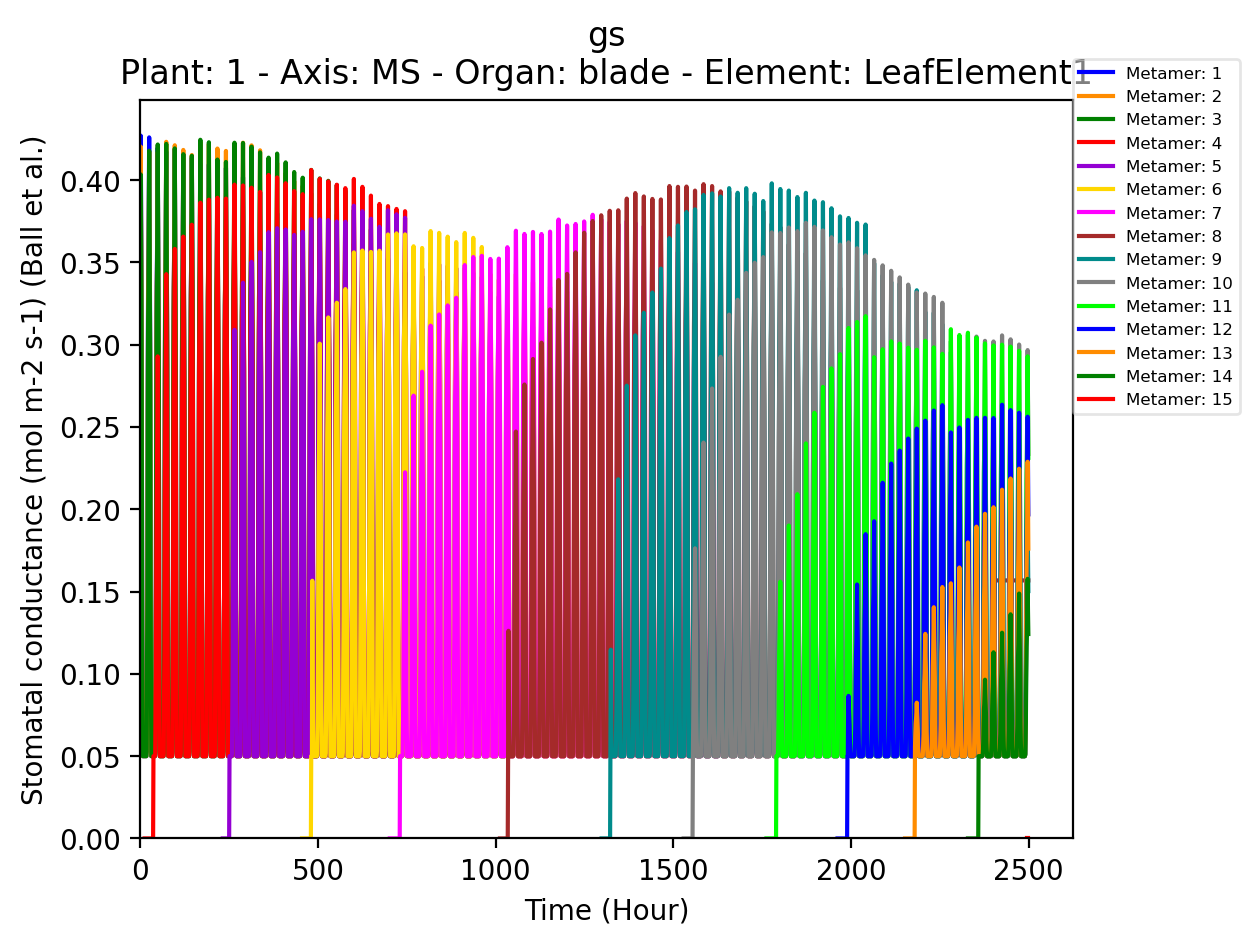 gs
Plant: 1 - Axis: MS - Organ: blade - Element: LeafElement1
Stomatal conductance (mol m-2 s-1) (Ball et al.)
0.40
0.35
0.30
0.25
0.20
0.15
0.10
0.05
0.00
0
500
1000
1500
2000
2500
Time (Hour)
Metamer: 1
Metamer: 2
Metamer: 3
Metamer: 4
Metamer: 5
Metamer: 6
Metamer: 7
Metamer: 8
Metamer: 9
Metamer: 10
Metamer: 11
Metamer: 12
Metamer: 13
Metamer: 14
Metamer: 15